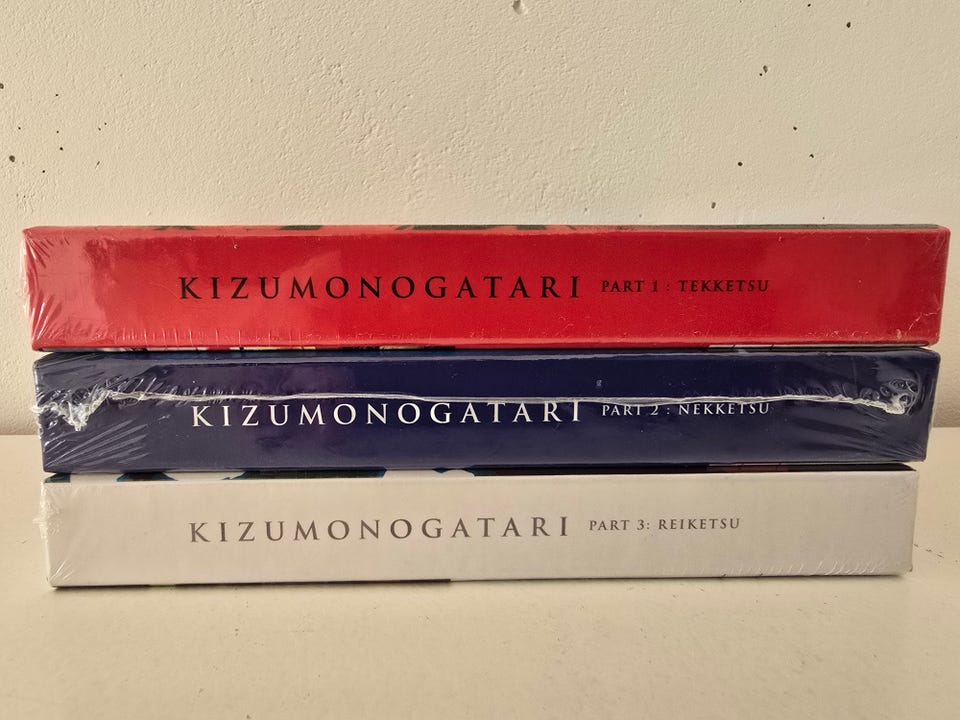 KIZUMONOGATARI PART 1 : TEKKETSU
KIZUMONOGATARI PART 2 : NEKKETSU
KIZUMONOGATARI PART 3: REIKETSU